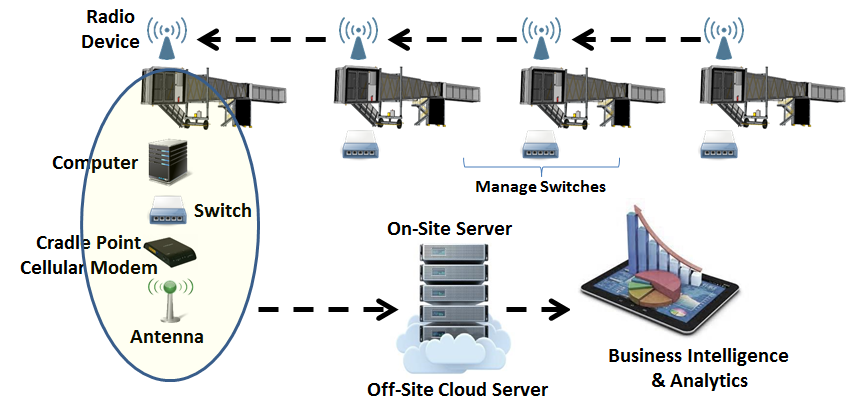 Radio
Device
Computer
Manage Switches
Switch
On-Site Server
Cradle Point
Cellular Modem
Antenna
Business Intelligence
& Analytics
Off-Site Cloud Server